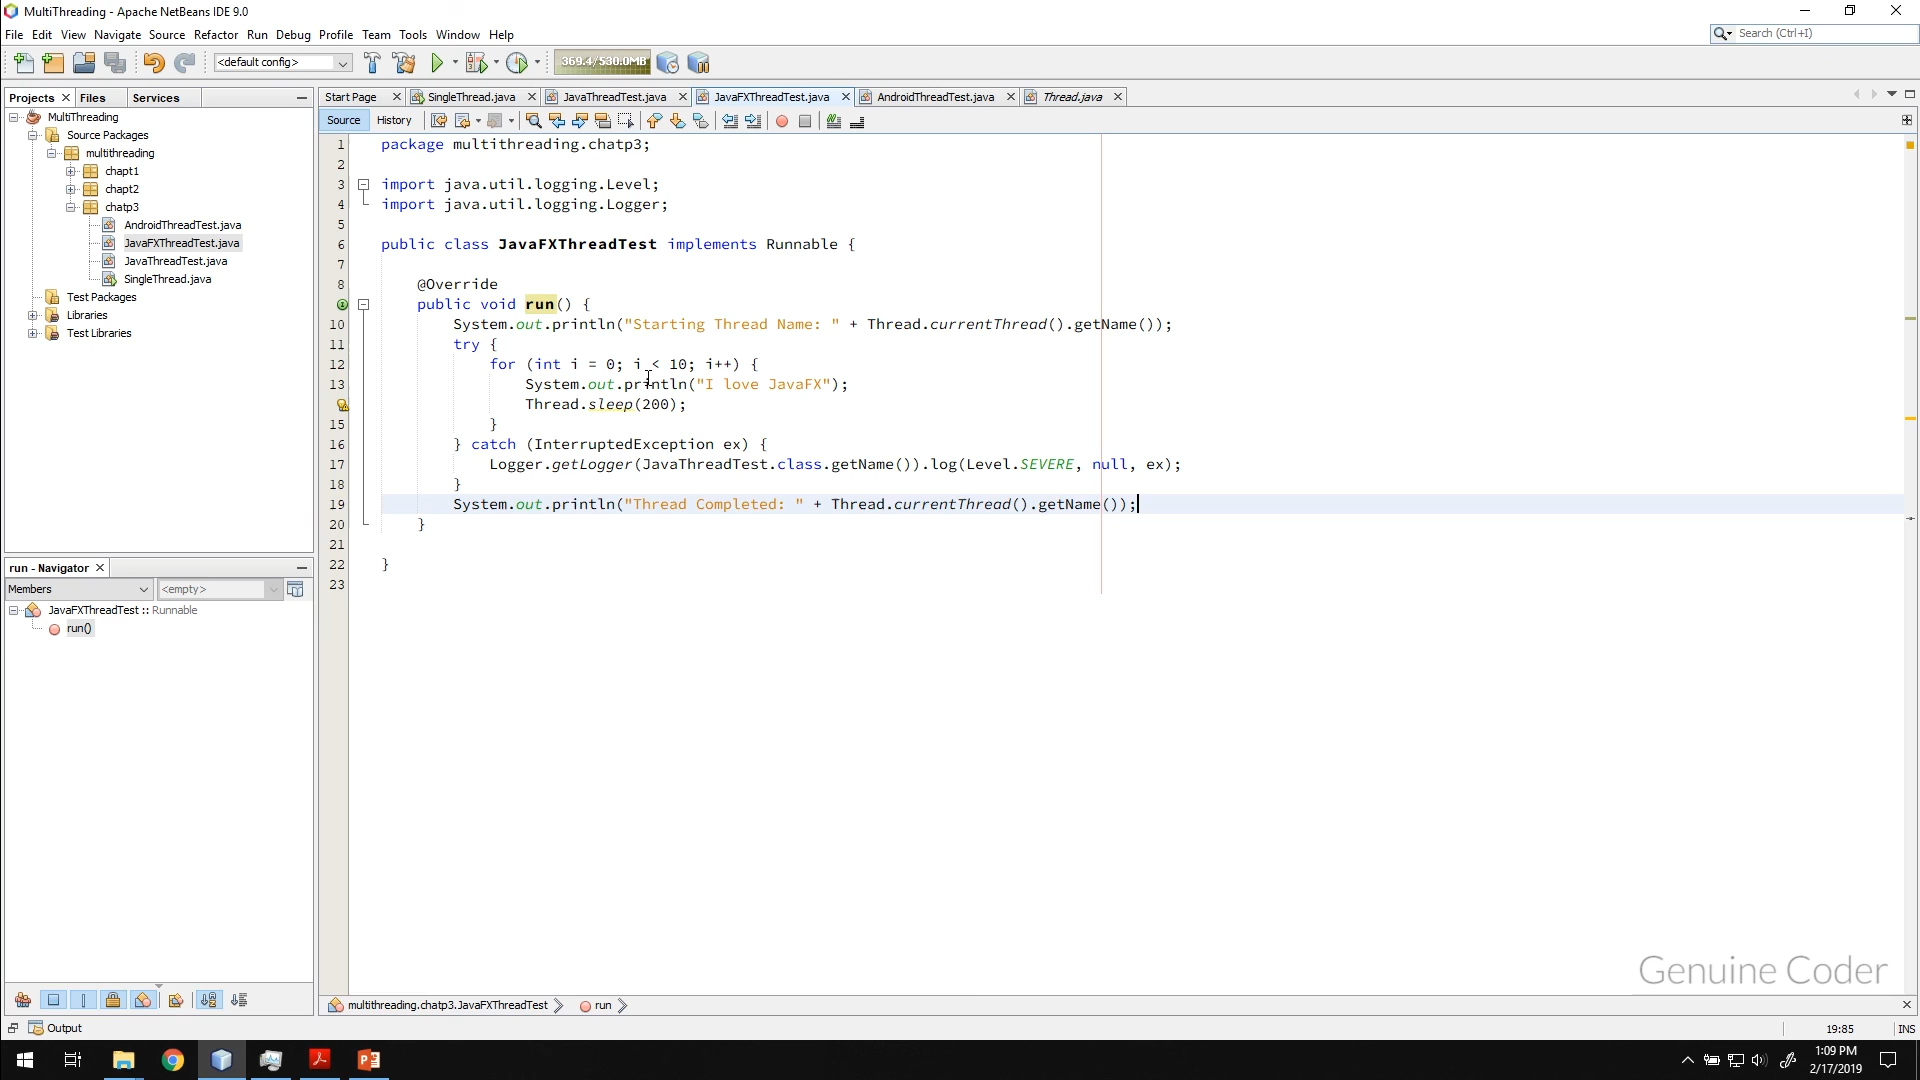 MultiThreading - Apache NetBeans IDE 9.0
File Edit View Navigate Source Refactor Run Debug Profile Team Tools Window Help
Search (Ctrl+I)
<default config>
369.4/530.0MB
Projects Files Services
MultiThreading
Source Packages
multithreading
chapt1
chapt2
chatp3
AndroidThreadTest.java
JavaFXThreadTest.java
JavaThreadTest.java
SingleThread.java
Test Packages
Libraries
Test Libraries
run - Navigator
Members
<empty>
JavaFXThreadTest :: Runnable
run()
Start Page SingleThread.java JavaThreadTest.java JavaFXThreadTest.java AndroidThreadTest.java Thread.java
Source History
1 package multithreading.chatp3;
2
3 import java.util.logging.Level;
4 import java.util.logging.Logger;
5
6 public class JavaFXThreadTest implements Runnable {
7
8 @Override
public void run() {
10 System.out.println("Starting Thread Name: " + Thread.currentThread().getName());
11 try {
12 for (int i = 0; i < 10; i++) {
13 System.out.println("I love JavaFX");
Thread.sleep(200);
15 }
16 } catch (InterruptedException ex) {
17 Logger.getLogger(JavaThreadTest.class.getName()).log(Level.SEVERE, null, ex);
18 }
19 System.out.println("Thread Completed: " + Thread.currentThread().getName());
20 }
21
22 }
23
Genuine Coder
multithreading.chatp3.JavaFXThreadTest run
Output
19:85 INS
1:09 PM
2/17/2019